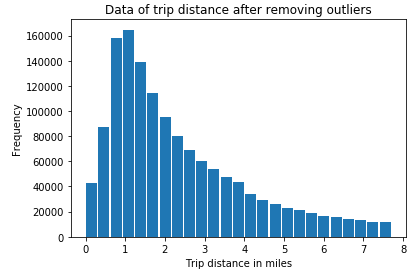 Data of trip distance after removing outliers
160000
140000
120000
100000
80000
60000
40000
20000
0
Frequency
0 1 2 3 4 5 6 7 8
Trip distance in miles